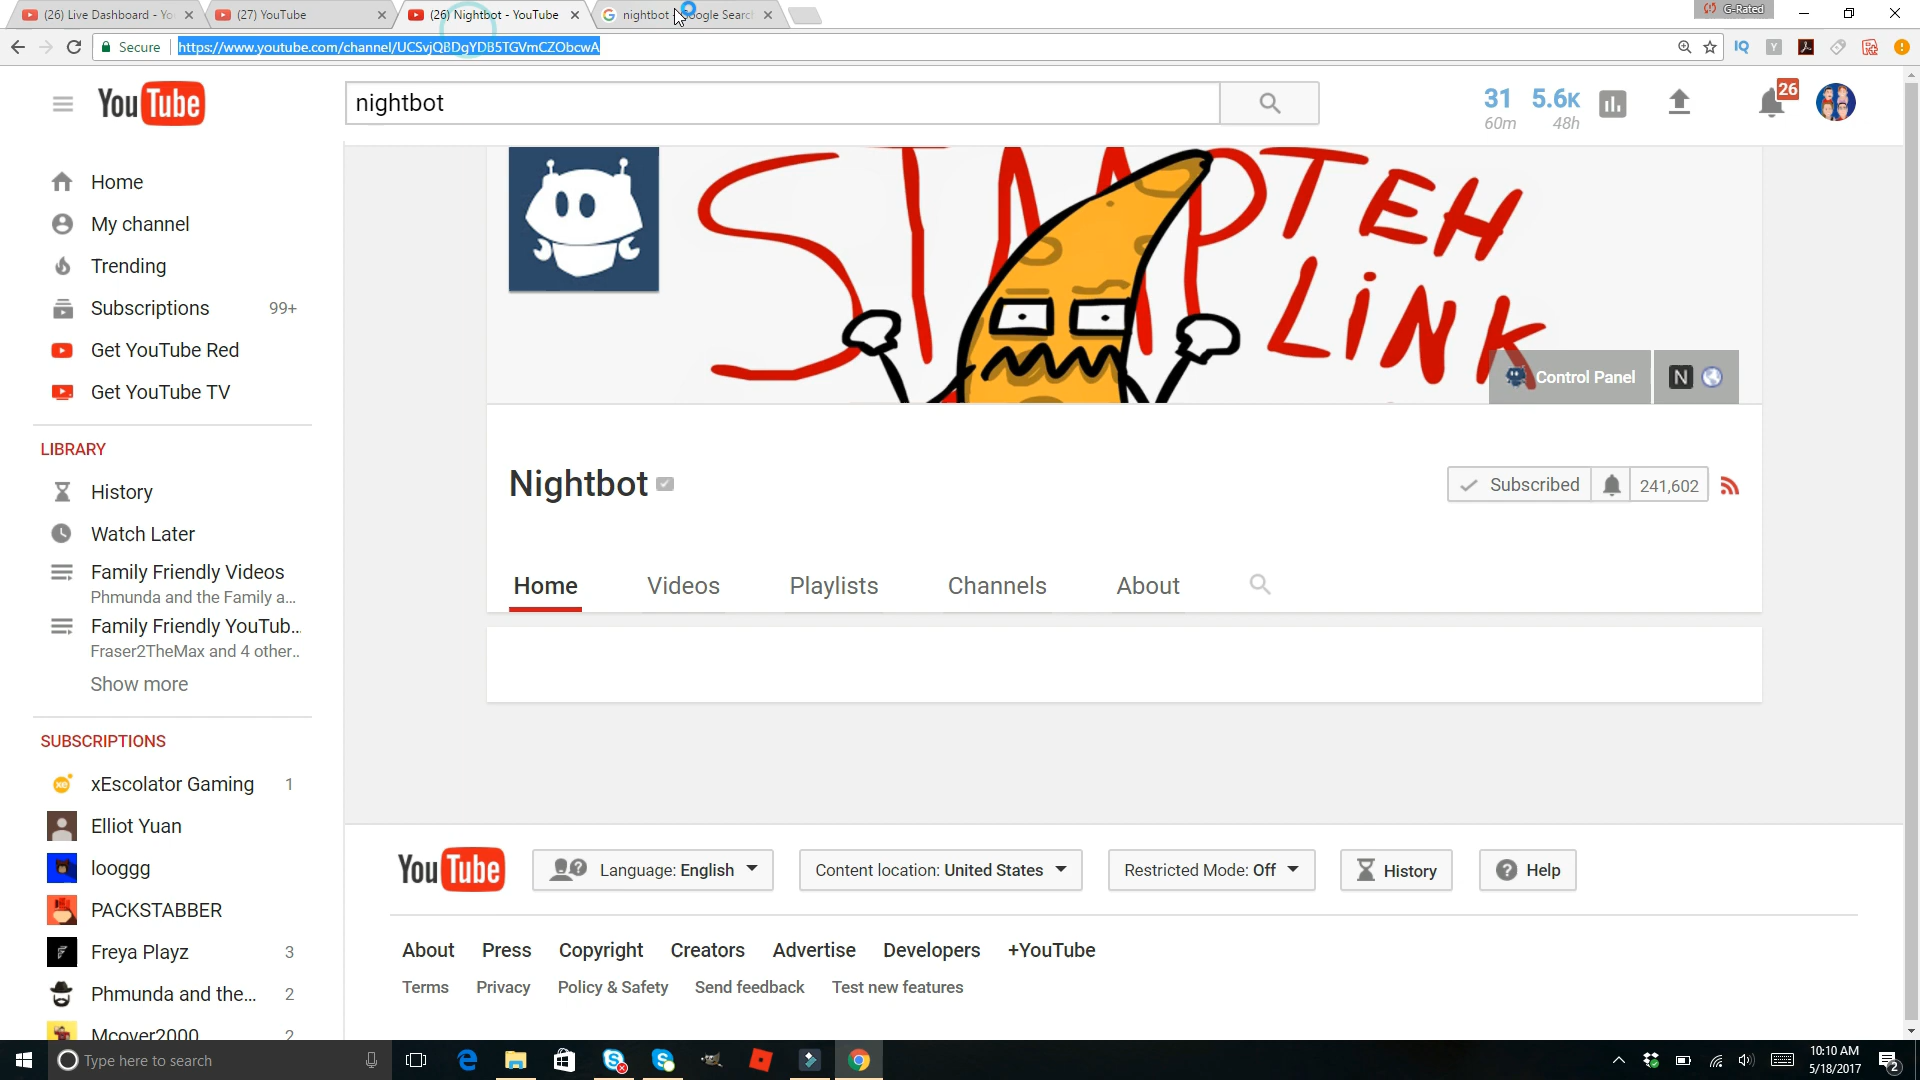 (26) Live Dashboard - Yo
(27) YouTube
(26) Nightbot - YouTube
nightbot
G-Rated
Secure
https://www.youtube.com/channel/UCSvjQBDgYDB5TGVmCZObcwA
YouTube
nightbot
31 60m
5.6K 48h
26
Home
My channel
Trending
Subscriptions 99+
Get YouTube Red
Get YouTube TV
LIBRARY
History
Watch Later
Family Friendly Videos
Phmunda and the Family a...
Family Friendly YouTub...
Fraser2TheMax and 4 other...
Show more
SUBSCRIPTIONS
xEscolator Gaming 1
Elliot Yuan
looggg
PACKSTABBER
Freya Playz 3
Phmunda and the... 2
Mcover2000 2
SIMPTEH
LiNK
Control Panel
N
Nightbot
Subscribed 241,602
Home Videos Playlists Channels About
YouTube
Language: English
Content location: United States
Restricted Mode: Off
History
Help
About Press Copyright Creators Advertise Developers +YouTube
Terms Privacy Policy & Safety Send feedback Test new features
Type here to search
10:10 AM
5/18/2017
2